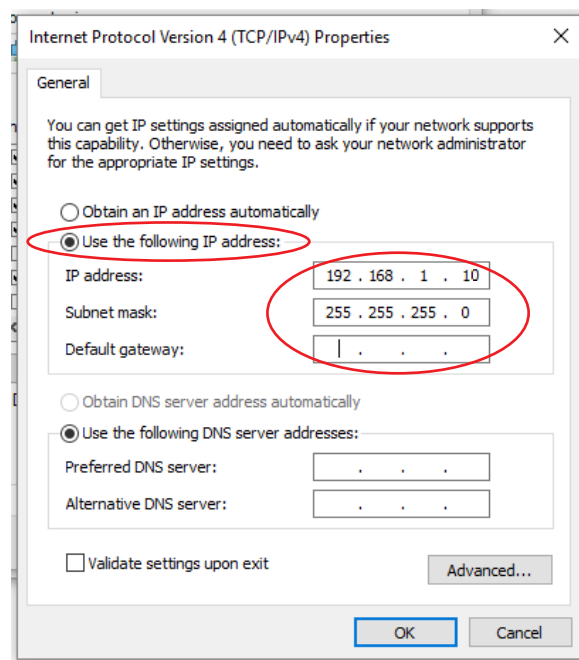 Internet Protocol Version 4 (TCP/IPv4) Properties
General
You can get IP settings assigned automatically if your network supports
this capability. Otherwise, you need to ask your network administrator
for the appropriate IP settings.
Obtain an IP address automatically
Use the following IP address:
IP address: 192 . 168 . 1 . 10
Subnet mask: 255 . 255 . 255 . 0
Default gateway: . . .
Obtain DNS server address automatically
Use the following DNS server addresses:
Preferred DNS server: . . .
Alternative DNS server: . . .
Validate settings upon exit
Advanced...
OK Cancel